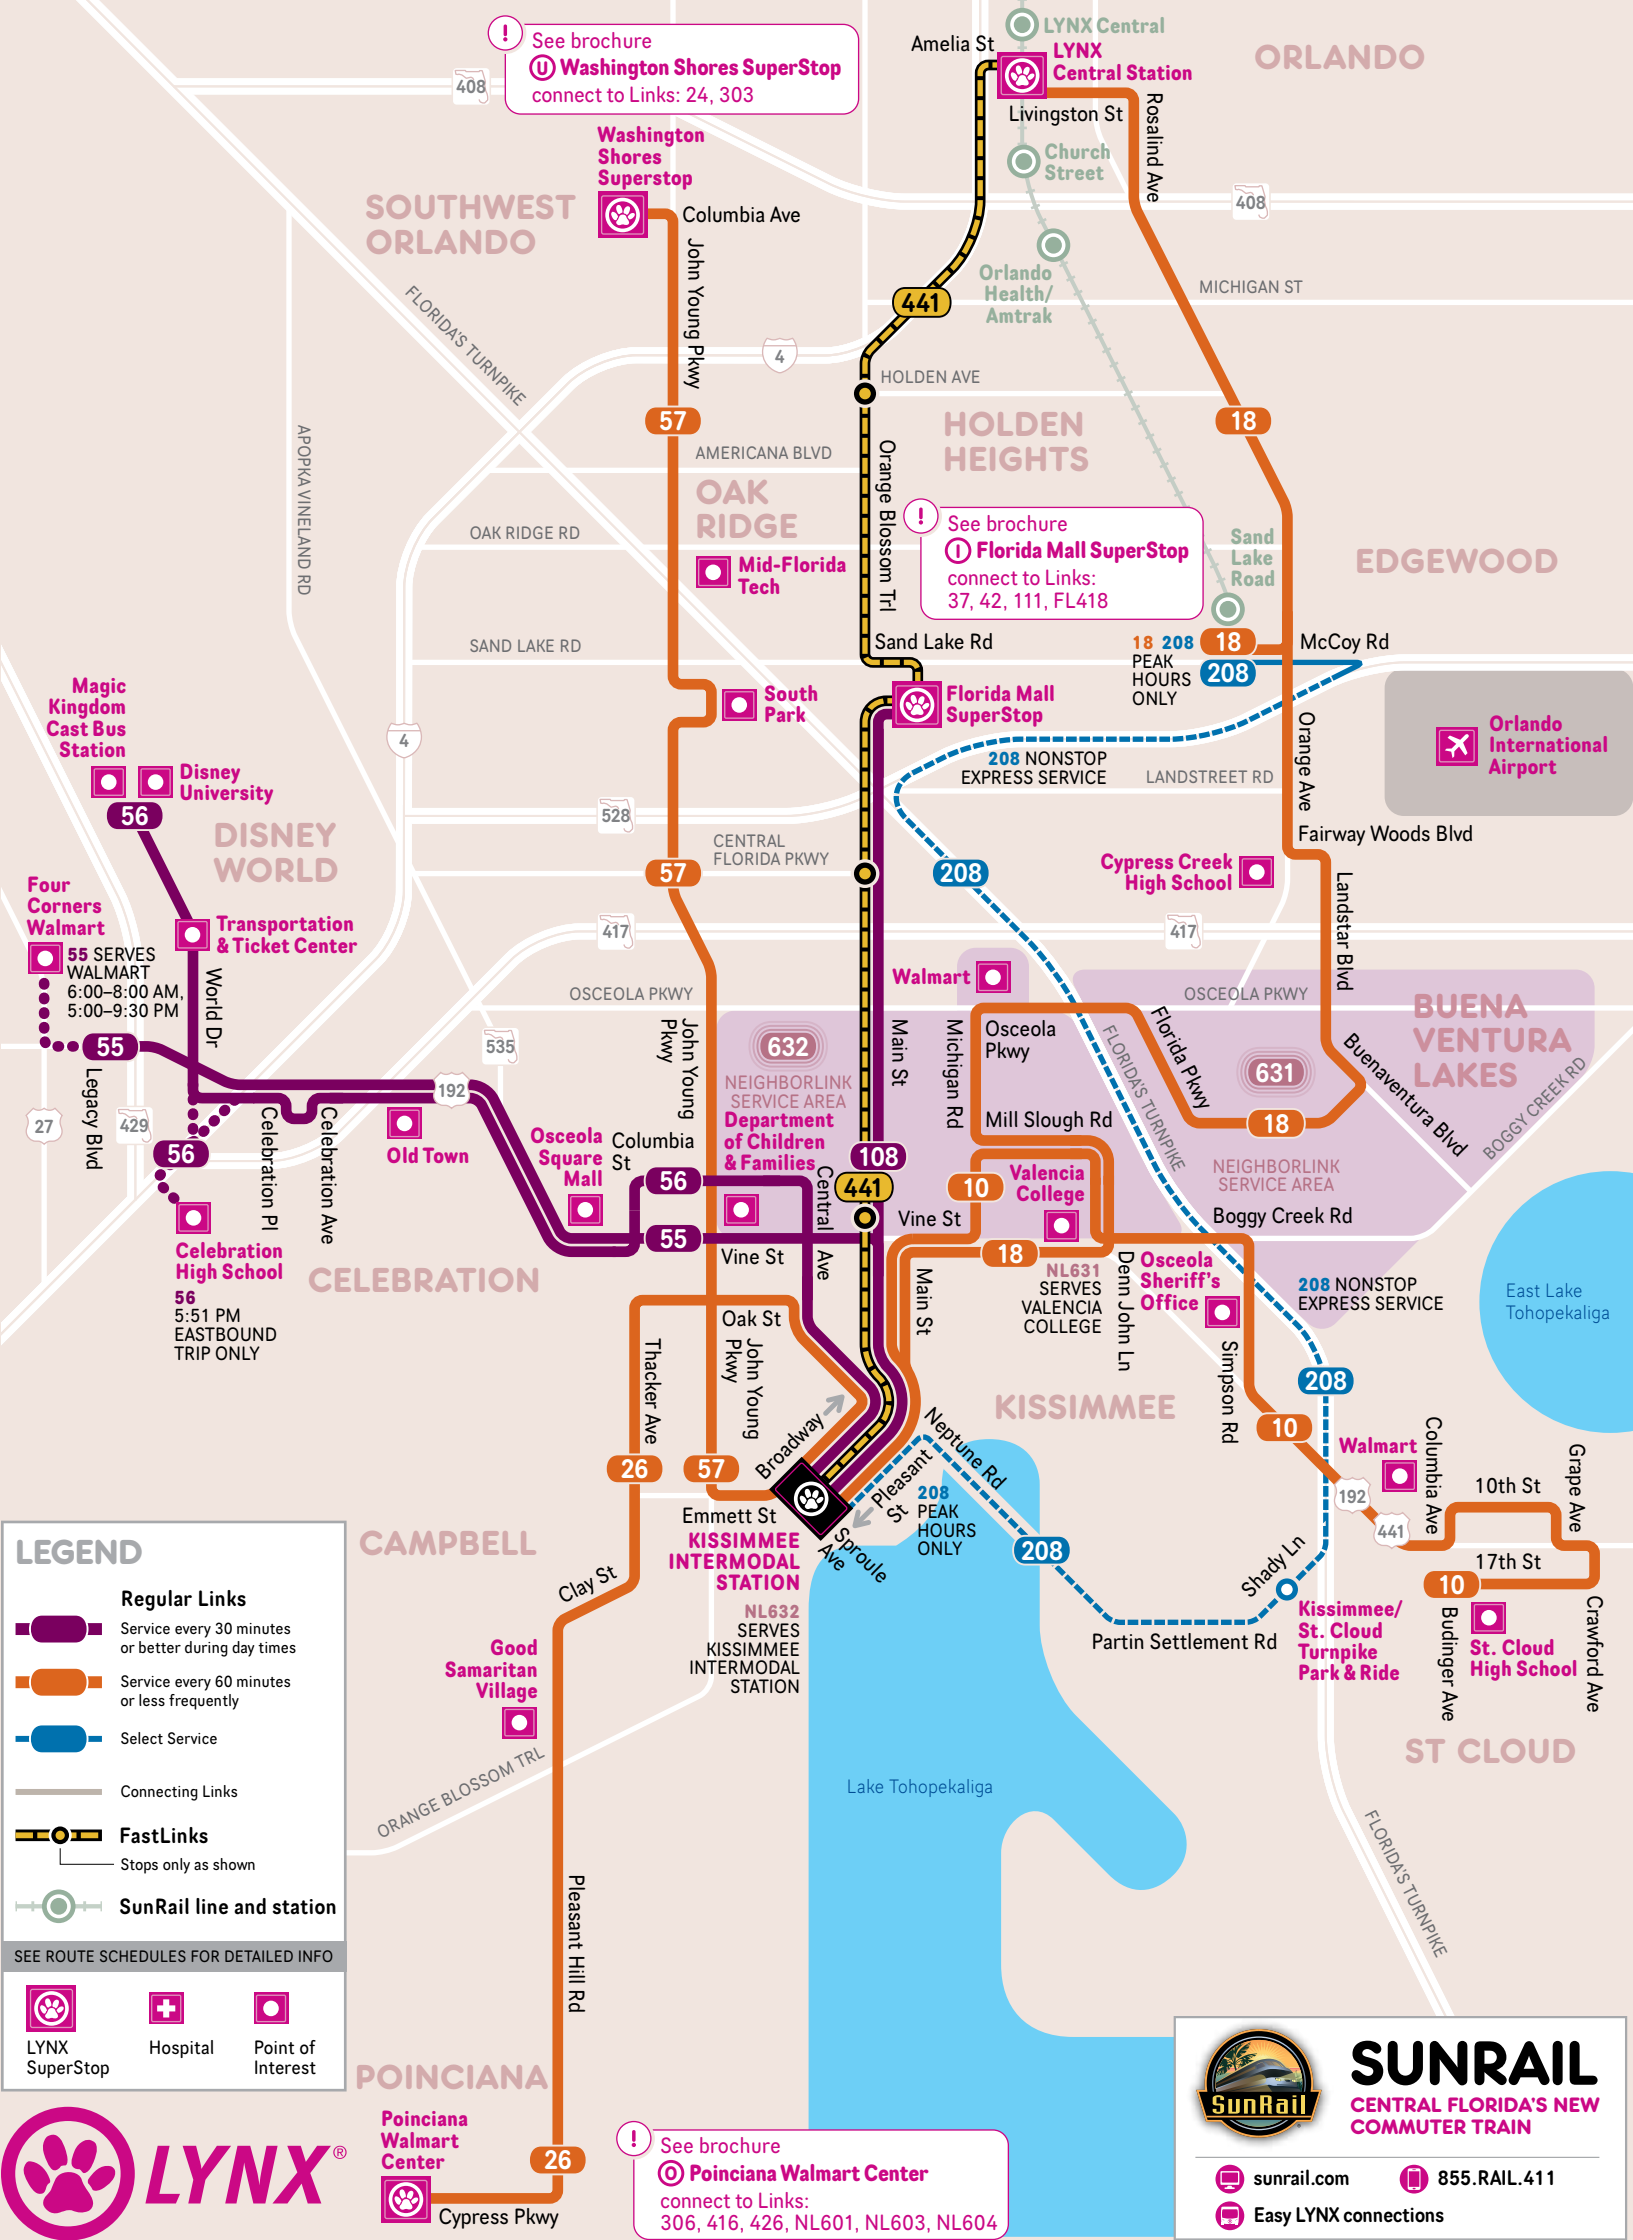 ! See brochure
U Washington Shores SuperStop
connect to Links: 24, 303
LYNX Central
Amelia St
LYNX
Central Station
ORLANDO
408
Livingston St
Rosalind Ave
Washington
Shores
Superstop
Church
Street
408
SOUTHWEST
ORLANDO
Columbia Ave
John Young Pkwy
Orlando
Health/
Amtrak
MICHIGAN ST
FLORIDA'S TURNPIKE
441
4
HOLDEN AVE
57
HOLDEN
HEIGHTS
18
APOPKA VINELAND RD
AMERICANA BLVD
Orange Blossom Trl
OAK
RIDGE
OAK RIDGE RD
! See brochure
I Florida Mall SuperStop
connect to Links:
37, 42, 111, FL418
Sand
Lake
Road
EDGEWOOD
Mid-Florida
Tech
SAND LAKE RD
Sand Lake Rd
18 208
PEAK
HOURS
ONLY
18
208
McCoy Rd
Magic
Kingdom
Cast Bus
Station
South
Park
Florida Mall
SuperStop
4
Orange Ave
Orlando
International
Airport
Disney
University
208 NONSTOP
EXPRESS SERVICE
LANDSTREET RD
56
DISNEY
WORLD
528
CENTRAL
FLORIDA PKWY
Fairway Woods Blvd
57
208
Cypress Creek
High School
Landstar Blvd
Four
Corners
Walmart
Transportation
& Ticket Center
417
417
55 SERVES
WALMART
6:00–8:00 AM,
5:00–9:30 PM
World Dr
Walmart
OSCEOLA PKWY
OSCEOLA PKWY
BUENA
VENTURA
LAKES
John Young
Pkwy
632
NEIGHBORLINK
SERVICE AREA
Main St
Michigan Rd
Osceola
Pkwy
FLORIDA'S TURNPIKE
Florida Pkwy
631
Buenaventura Blvd
BOGGY CREEK RD
55
535
192
Legacy Blvd
27
429
Celebration Pl
Celebration Ave
Old Town
56
Osceola
Square
Mall
Columbia
St
Department
of Children
& Families
Mill Slough Rd
18
108
56
Central
Ave
441
10
Valencia
College
NEIGHBORLINK
SERVICE AREA
Vine St
Boggy Creek Rd
55
Vine St
18
Celebration
High School
CELEBRATION
56
5:51 PM
EASTBOUND
TRIP ONLY
NL631
SERVES
VALENCIA
COLLEGE
Denn John Ln
Osceola
Sheriff's
Office
208 NONSTOP
EXPRESS SERVICE
East Lake
Tohopekaliga
Main St
Oak St
Thacker Ave
John Young
Pkwy
Simpson Rd
208
KISSIMMEE
Broadway
Neptune Rd
10
Columbia Ave
Walmart
Grape Ave
26
57
Pleasant
St
208
PEAK
HOURS
ONLY
192
10th St
Emmett St
441
KISSIMMEE
INTERMODAL
STATION
Sproule
Ave
CAMPBELL
208
Shady Ln
17th St
10
Clay St
NL632
SERVES
KISSIMMEE
INTERMODAL
STATION
Kissimmee/
St. Cloud
Turnpike
Park & Ride
Partin Settlement Rd
Budinger Ave
St. Cloud
High School
Crawford Ave
Good
Samaritan
Village
ST CLOUD
ORANGE BLOSSOM TRL
Lake Tohopekaliga
FLORIDA'S TURNPIKE
Pleasant Hill Rd
LEGEND
Regular Links
Service every 30 minutes
or better during day times
Service every 60 minutes
or less frequently
Select Service
Connecting Links
FastLinks
Stops only as shown
SunRail line and station
SEE ROUTE SCHEDULES FOR DETAILED INFO
LYNX
SuperStop
Hospital
Point of
Interest
POINCIANA
Poinciana
Walmart
Center
26
Cypress Pkwy
LYNX®
! See brochure
O Poinciana Walmart Center
connect to Links:
306, 416, 426, NL601, NL603, NL604
SunRail
SUNRAIL
CENTRAL FLORIDA'S NEW
COMMUTER TRAIN
sunrail.com
855.RAIL.411
Easy LYNX connections